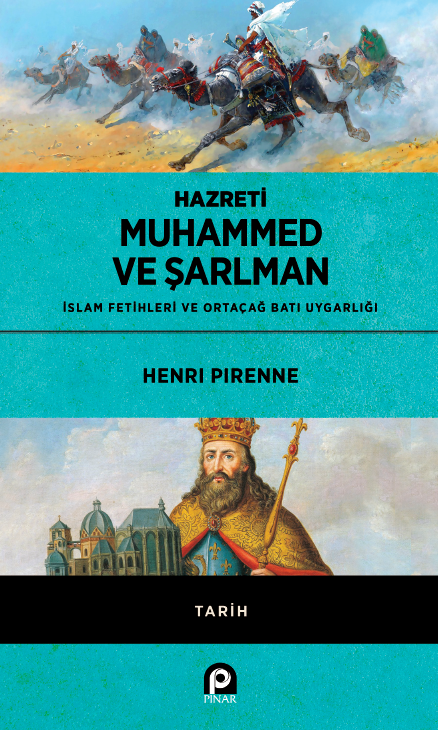 HAZRETİ
MUHAMMED
VE ŞARLMAN
İSLAM FETİHLERİ VE ORTAÇAĞ BATI UYGARLIĞI
HENRI PIRENNE
TARİH
PINAR